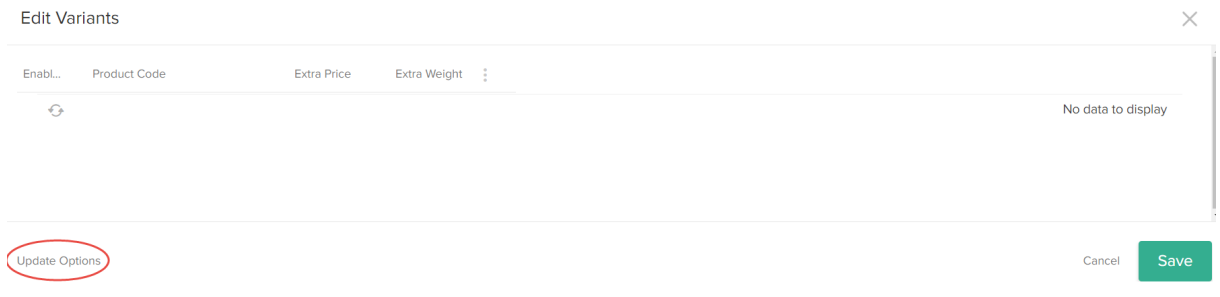 Edit Variants
Enabl... Product Code Extra Price Extra Weight
No data to display
Update Options Cancel Save